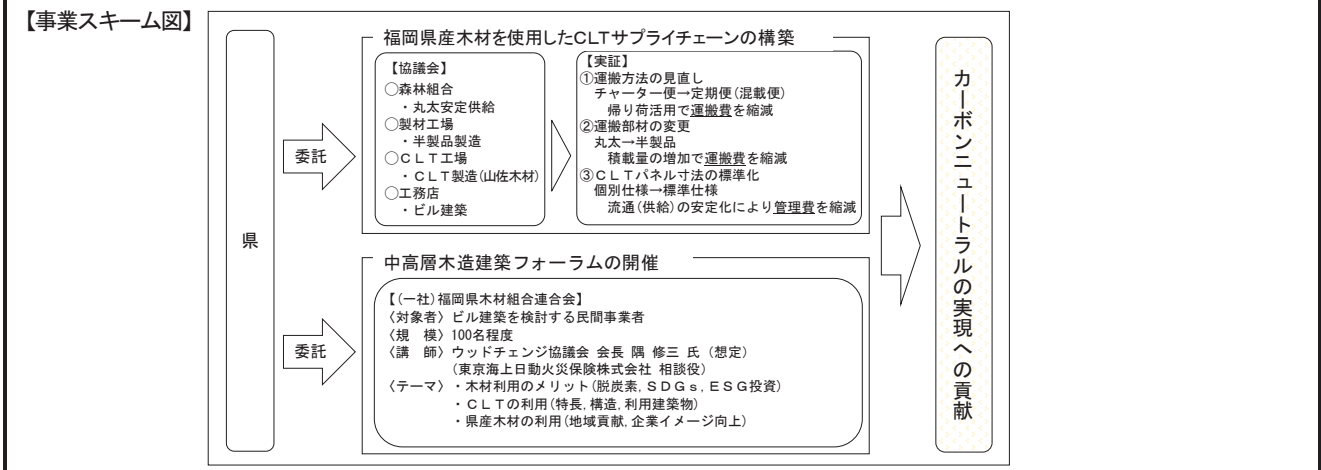 【事業スキーム図】
県
委託
福岡県産木材を使用したCLTサプライチェーンの構築
【協議会】
○森林組合
・丸太安定供給
○製材工場
・半製品製造
○CLT工場
・CLT製造(山佐木材)
○工務店
・ビル建築
【実証】
①運搬方法の見直し
チャーター便→定期便(混載便)
帰り荷活用で運搬費を縮減
②運搬部材の変更
丸太→半製品
積載量の増加で運搬費を縮減
③CLTパネル寸法の標準化
個別仕様→標準仕様
流通(供給)の安定化により管理費を縮減
委託
中高層木造建築フォーラムの開催
【(一社)福岡県木材組合連合会】
〈対象者〉ビル建築を検討する民間事業者
〈規 模〉100名程度
〈講 師〉ウッドチェンジ協議会 会長 隅 修三 氏 (想定)
(東京海上日動火災保険株式会社 相談役)
〈テーマ〉・木材利用のメリット(脱炭素,SDGs,ESG投資)
・CLTの利用(特長,構造,利用建築物)
・県産木材の利用(地域貢献,企業イメージ向上)
カーボンニュートラルの実現への貢献